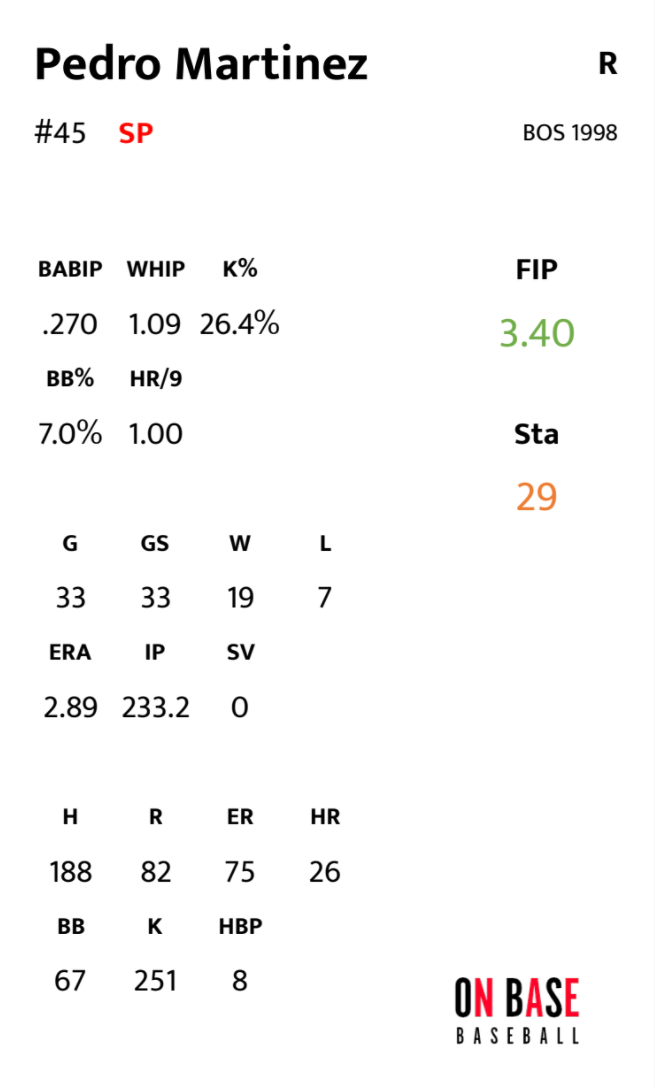 Pedro Martinez R
#45 SP BOS 1998
BABIP WHIP K% FIP
.270 1.09 26.4% 3.40
BB% HR/9
7.0% 1.00 Sta
29
G GS W L
33 33 19 7
ERA IP SV
2.89 233.2 0
H R ER HR
188 82 75 26
BB K HBP
67 251 8
ON BASE
BASEBALL